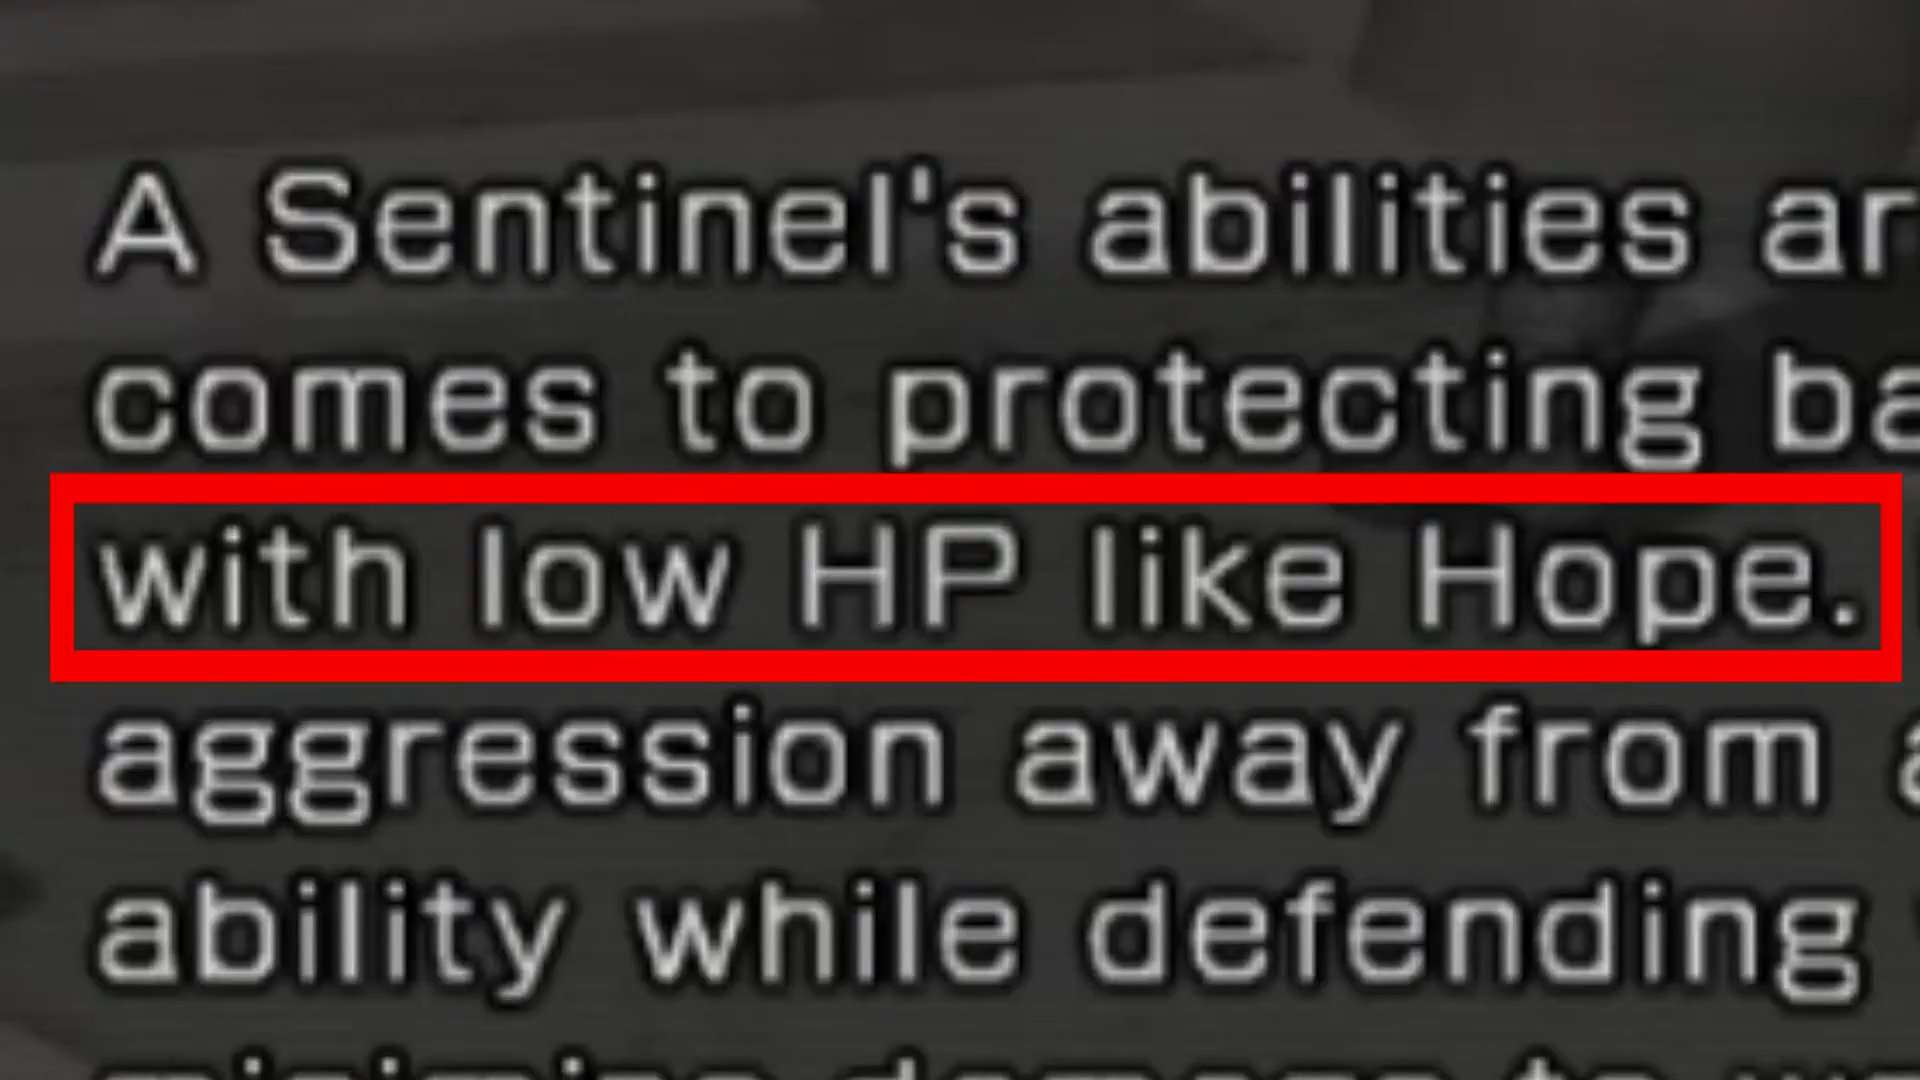 A Sentinel's abilities ar
comes to protecting ba
with low HP like Hope.
aggression away from a
ability while defending